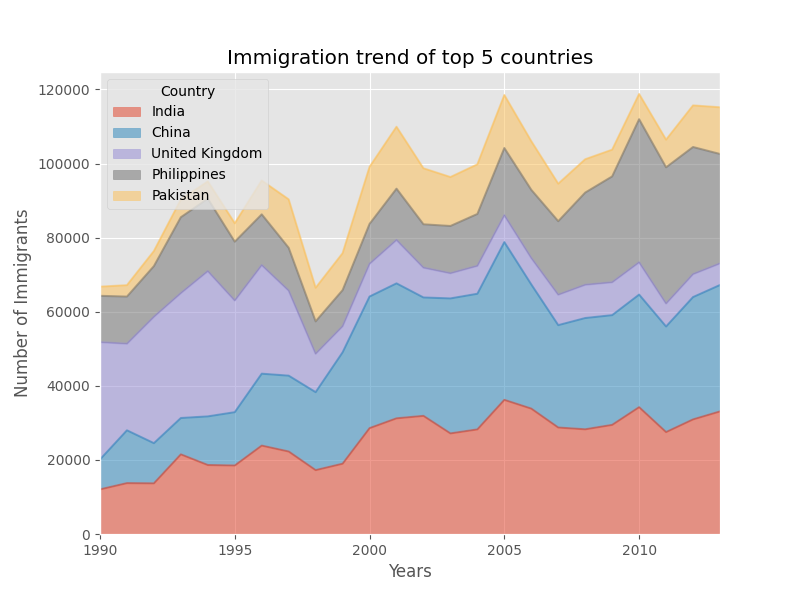 Immigration trend of top 5 countries
Number of Immigrants
120000
100000
80000
60000
40000
20000
0
Country
India
China
United Kingdom
Philippines
Pakistan
1990
1995
2000
2005
2010
Years